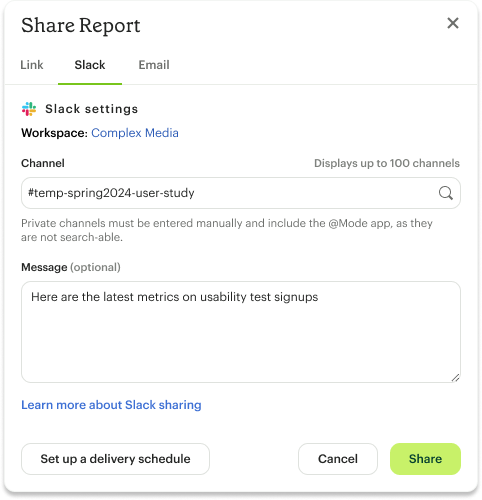 Share Report
Link Slack Email
Slack settings
Workspace: Complex Media
Channel Displays up to 100 channels
#temp-spring2024-user-study
Private channels must be entered manually and include the @Mode app, as they
are not search-able.
Message (optional)
Here are the latest metrics on usability test signups
Learn more about Slack sharing
Set up a delivery schedule Cancel Share